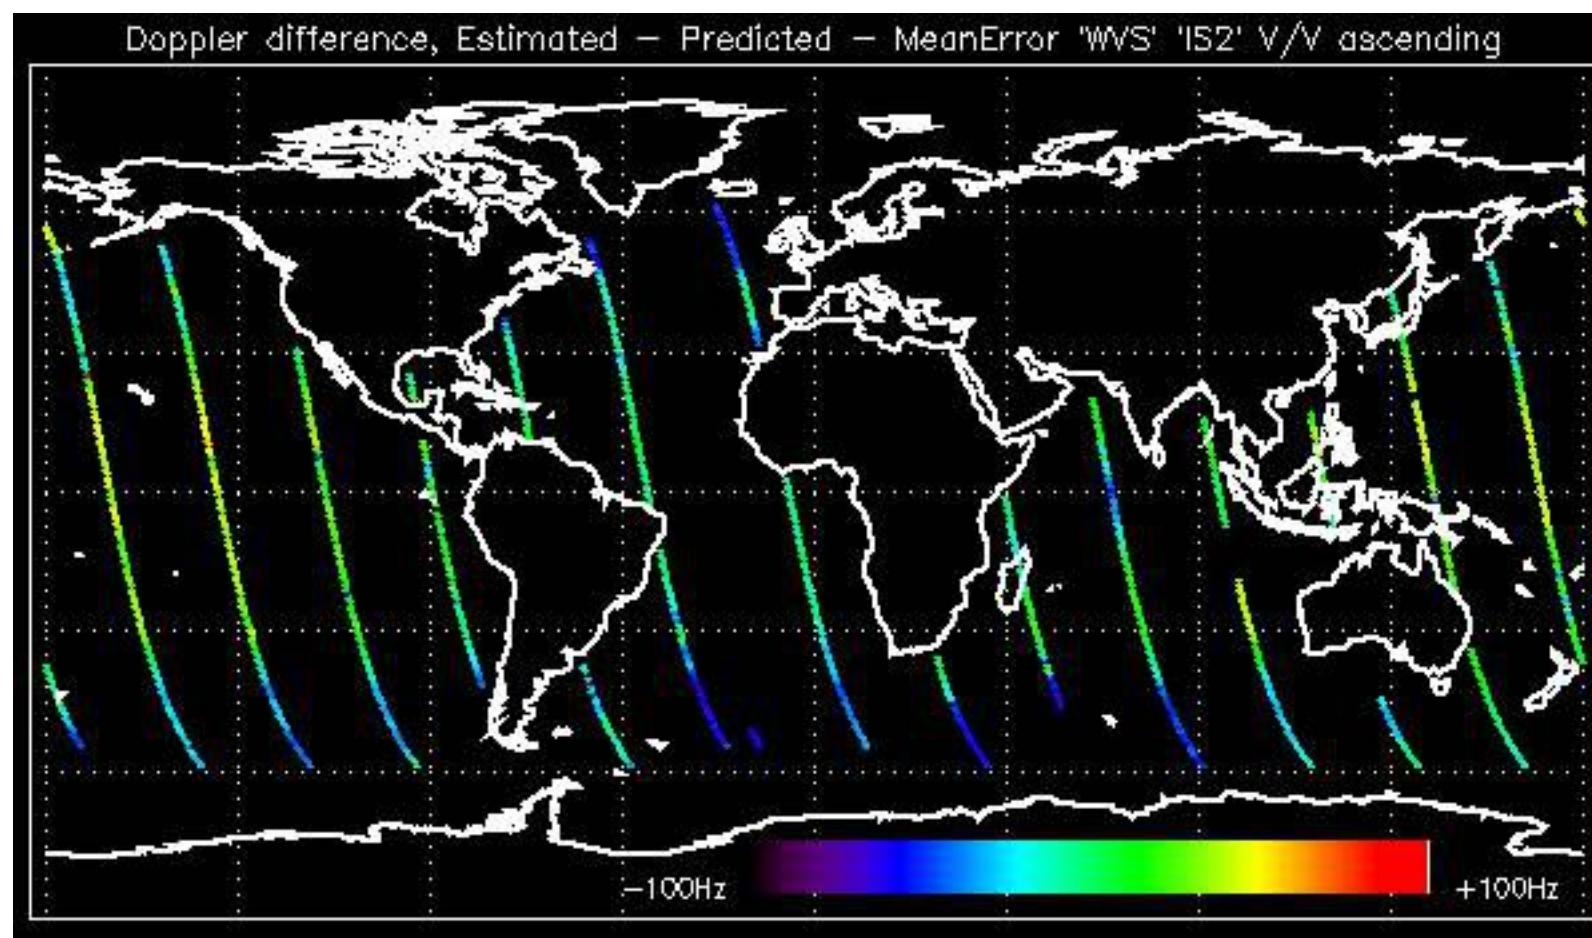 Doppler difference, Estimated - Predicted - MeanError 'WVS' 'IS2' V/V ascending
-100Hz +100Hz